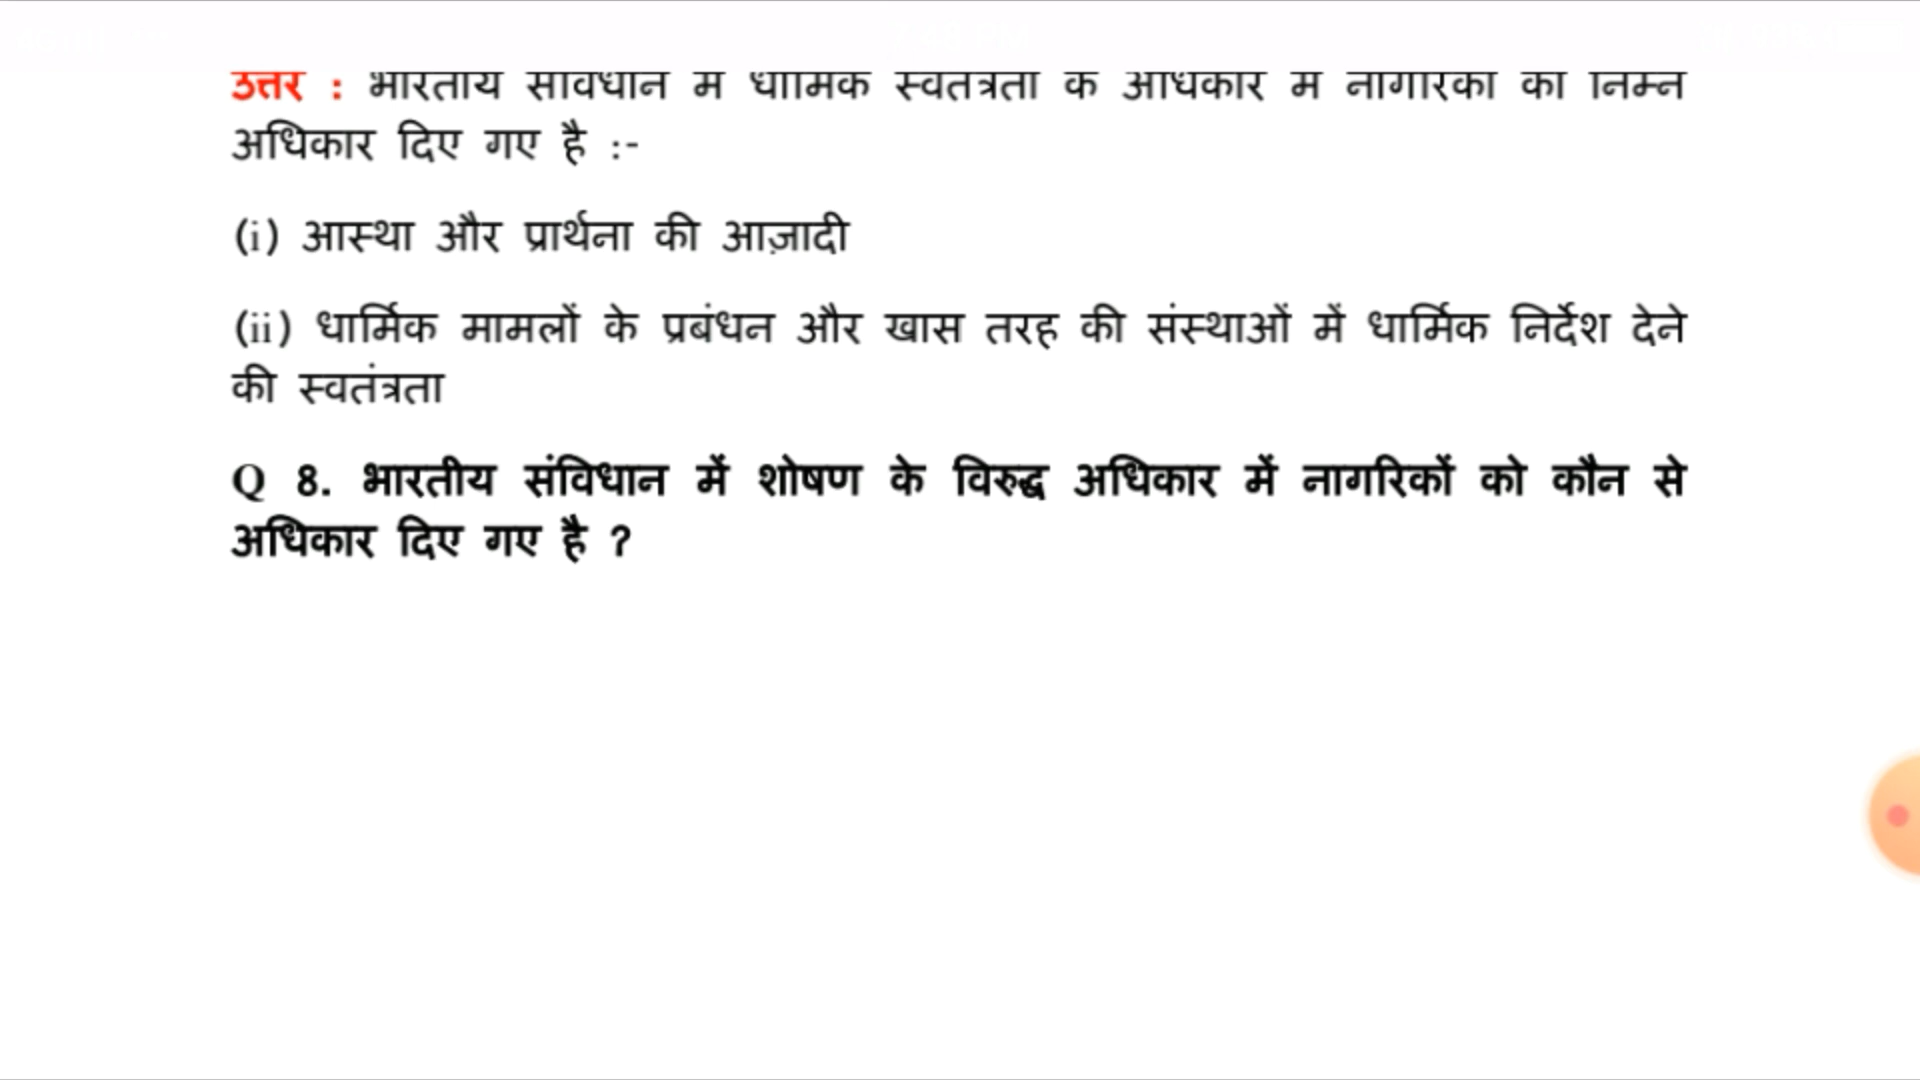 उत्तर : भारतीय संविधान में धार्मिक स्वतंत्रता के अधिकार में नागरिकों को निम्न
अधिकार दिए गए है :-
(i) आस्था और प्रार्थना की आज़ादी
(ii) धार्मिक मामलों के प्रबंधन और खास तरह की संस्थाओं में धार्मिक निर्देश देने
की स्वतंत्रता
Q 8. भारतीय संविधान में शोषण के विरुद्ध अधिकार में नागरिकों को कौन से
अधिकार दिए गए है ?